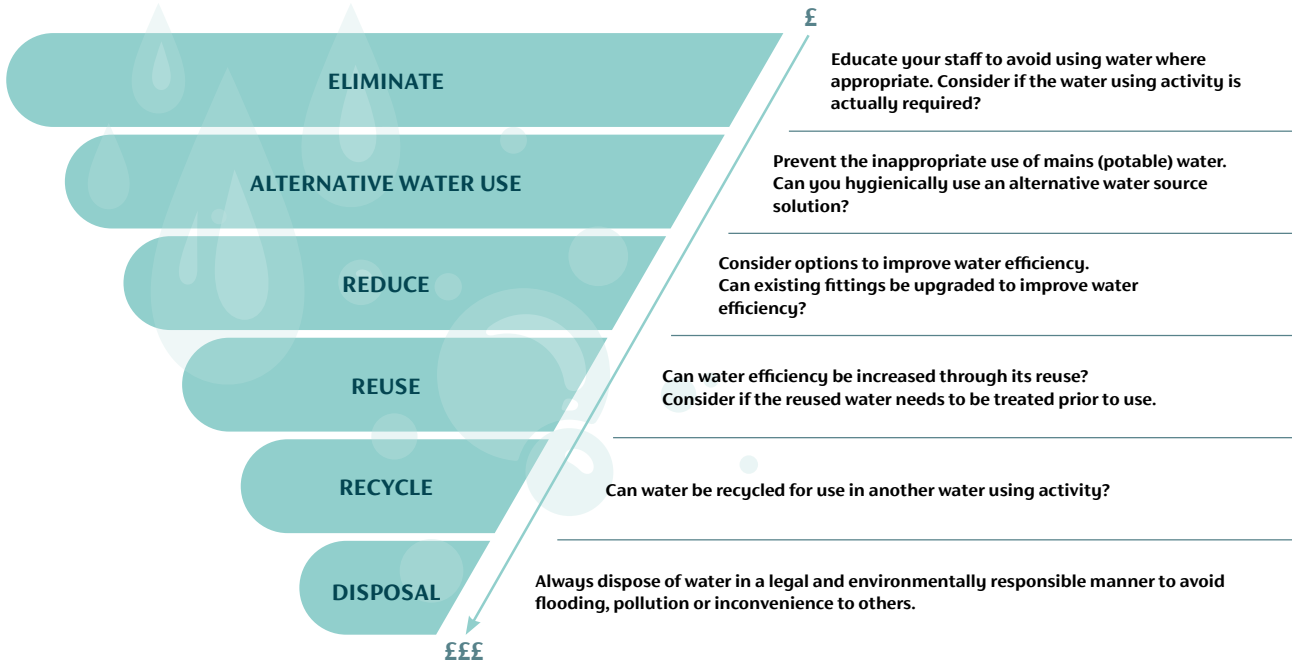 £
ELIMINATE
Educate your staff to avoid using water where
appropriate. Consider if the water using activity is
actually required?
ALTERNATIVE WATER USE
Prevent the inappropriate use of mains (potable) water.
Can you hygienically use an alternative water source
solution?
REDUCE
Consider options to improve water efficiency.
Can existing fittings be upgraded to improve water
efficiency?
REUSE
Can water efficiency be increased through its reuse?
Consider if the reused water needs to be treated prior to use.
RECYCLE
Can water be recycled for use in another water using activity?
DISPOSAL
Always dispose of water in a legal and environmentally responsible manner to avoid
flooding, pollution or inconvenience to others.
£££